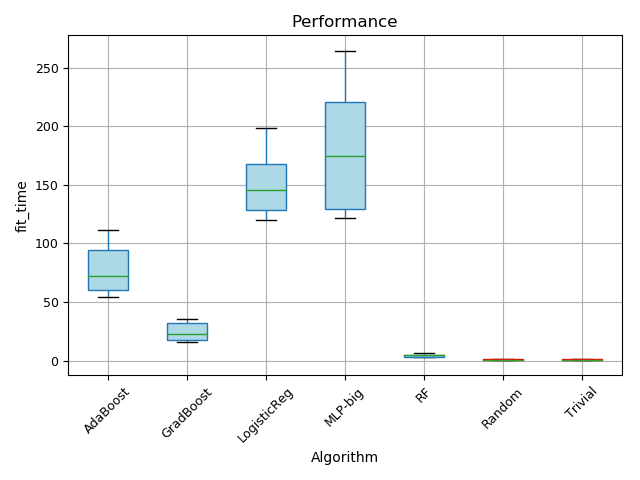 Performance
fit_time
250
200
150
100
50
0
AdaBoost
GradBoost
LogisticReg
MLP-big
RF
Random
Trivial
Algorithm